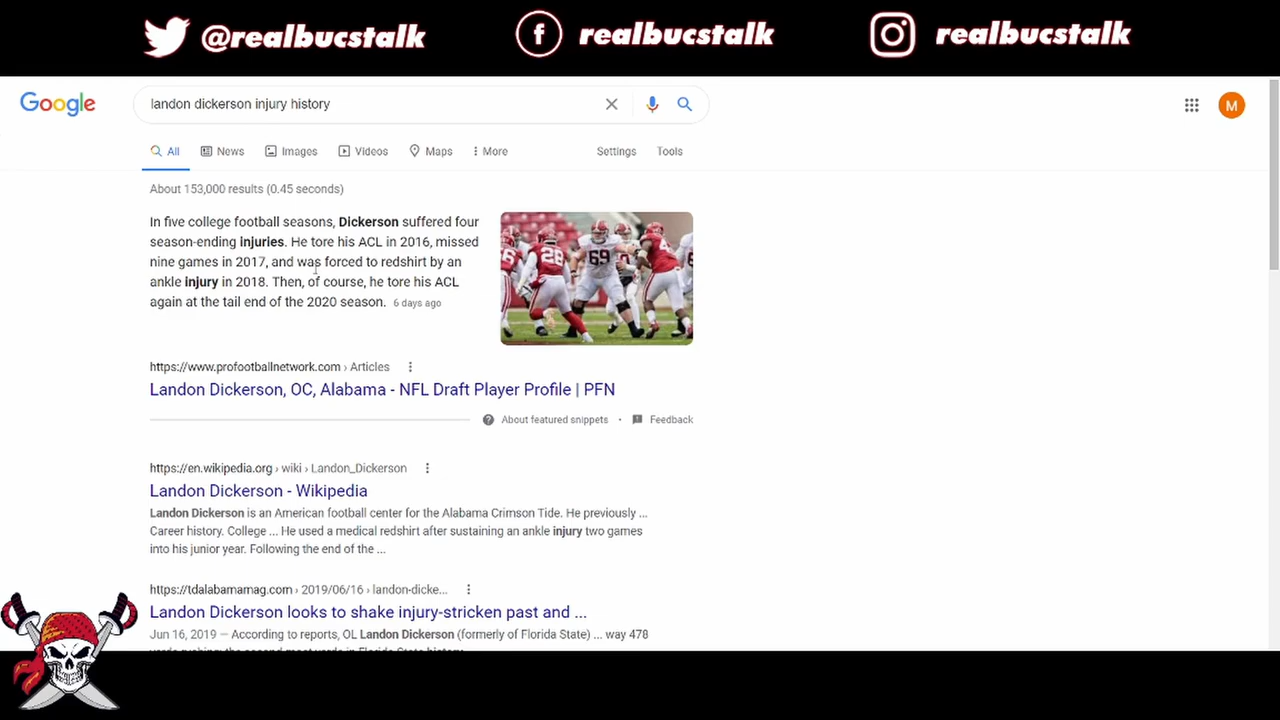 @realbucstalk
realbucstalk
realbucstalk
Google
landon dickerson injury history
M
All
News
Images
Videos
Maps
More
Settings
Tools
About 153,000 results (0.45 seconds)
In five college football seasons, Dickerson suffered four
season-ending injuries. He tore his ACL in 2016, missed
nine games in 2017, and was forced to redshirt by an
ankle injury in 2018. Then, of course, he tore his ACL
again at the tail end of the 2020 season. 6 days ago
28
69
https://www.profootballnetwork.com › Articles
Landon Dickerson, OC, Alabama - NFL Draft Player Profile | PFN
About featured snippets · Feedback
https://en.wikipedia.org › wiki › Landon_Dickerson
Landon Dickerson - Wikipedia
Landon Dickerson is an American football center for the Alabama Crimson Tide. He previously ...
Career history. College ... He used a medical redshirt after sustaining an ankle injury two games
into his junior year. Following the end of the ...
https://tdalabamamag.com › 2019/06/16 › landon-dicke...
Landon Dickerson looks to shake injury-stricken past and ...
Jun 16, 2019 — According to reports, OL Landon Dickerson (formerly of Florida State) ... way 478